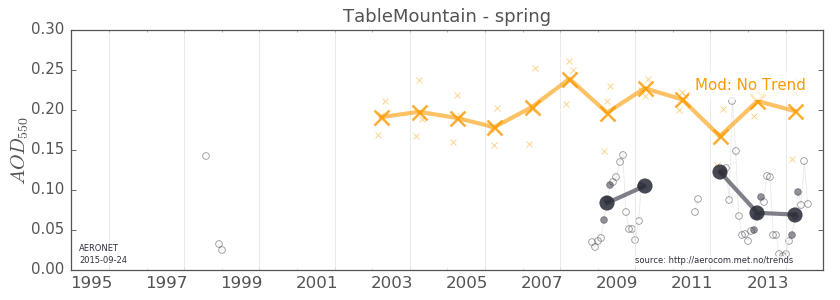 TableMountain - spring
0.30
0.25
0.20
0.15
0.10
0.05
0.00
AOD550
Mod: No Trend
AERONET
2015-09-24
source: http://aerocom.met.no/trends
1995 1997 1999 2001 2003 2005 2007 2009 2011 2013